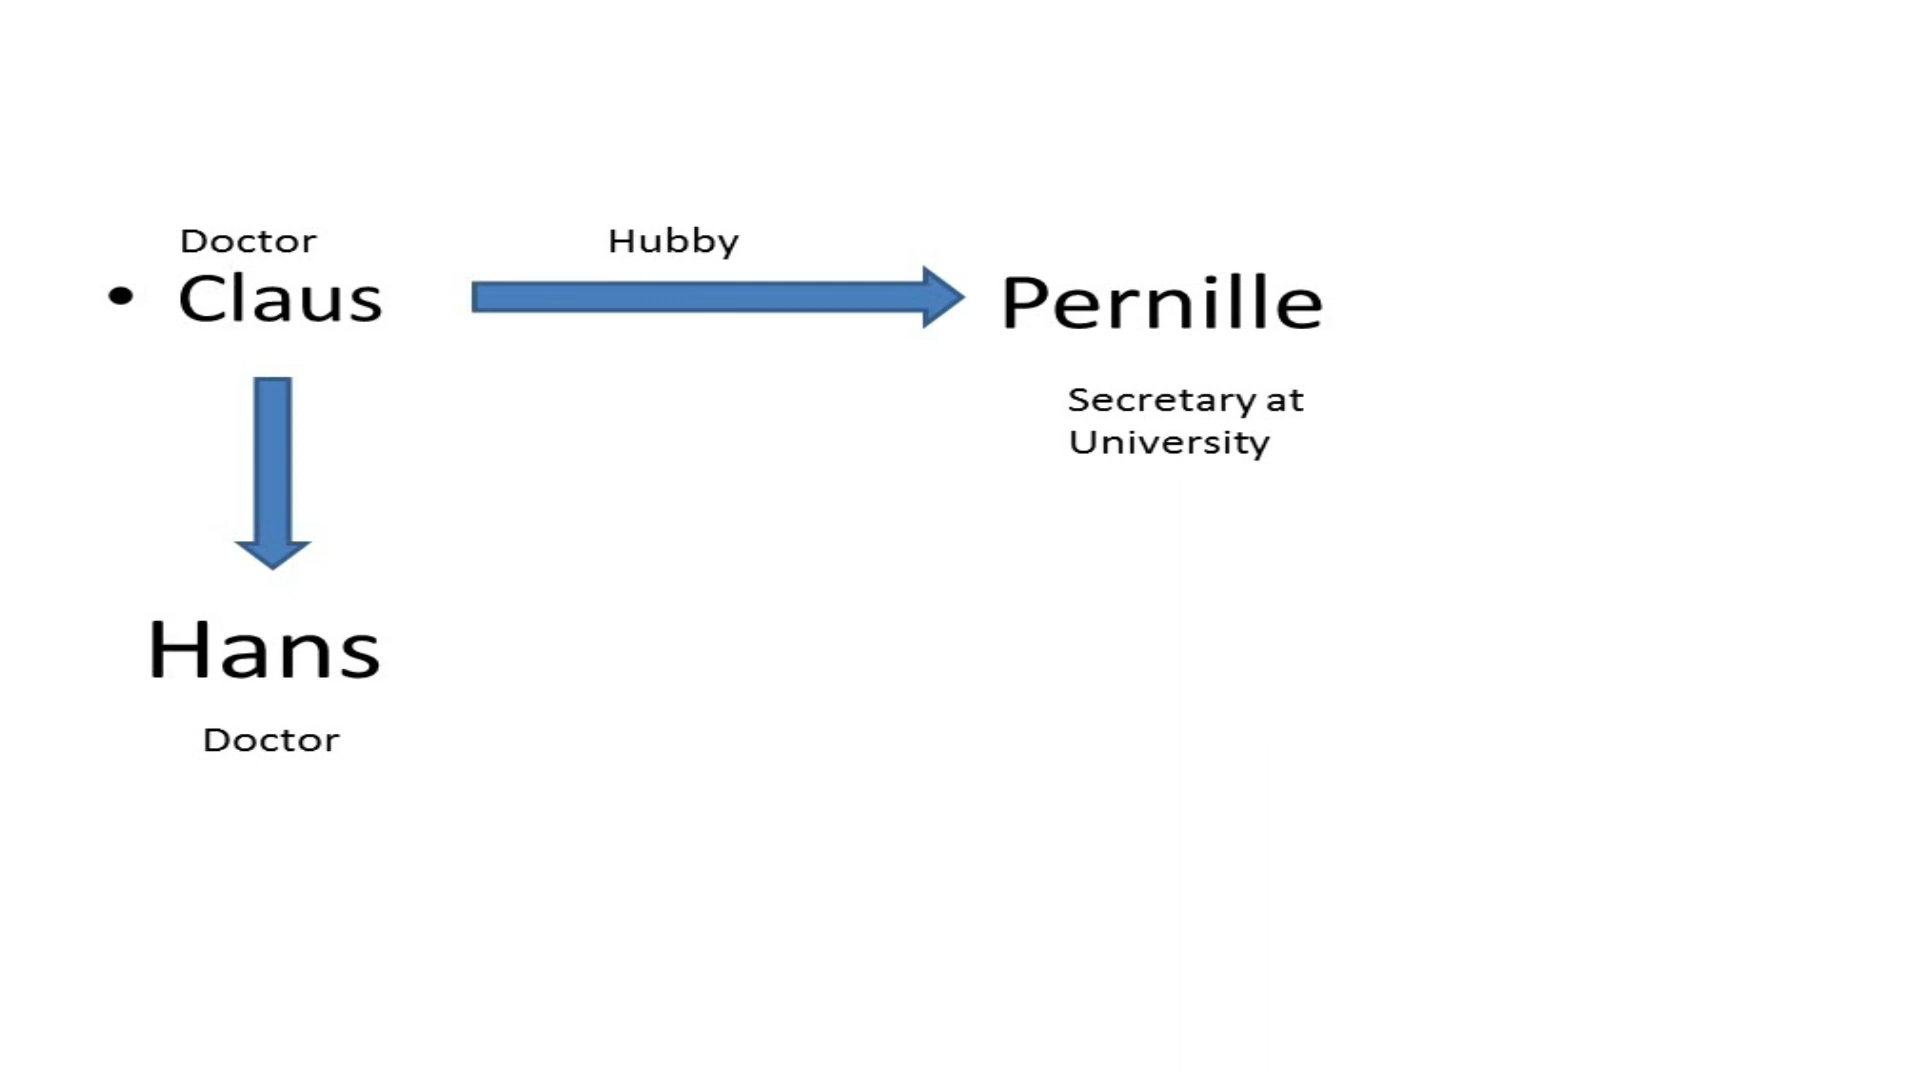 Doctor
Hubby
• Claus
Pernille
Secretary at
University
Hans
Doctor